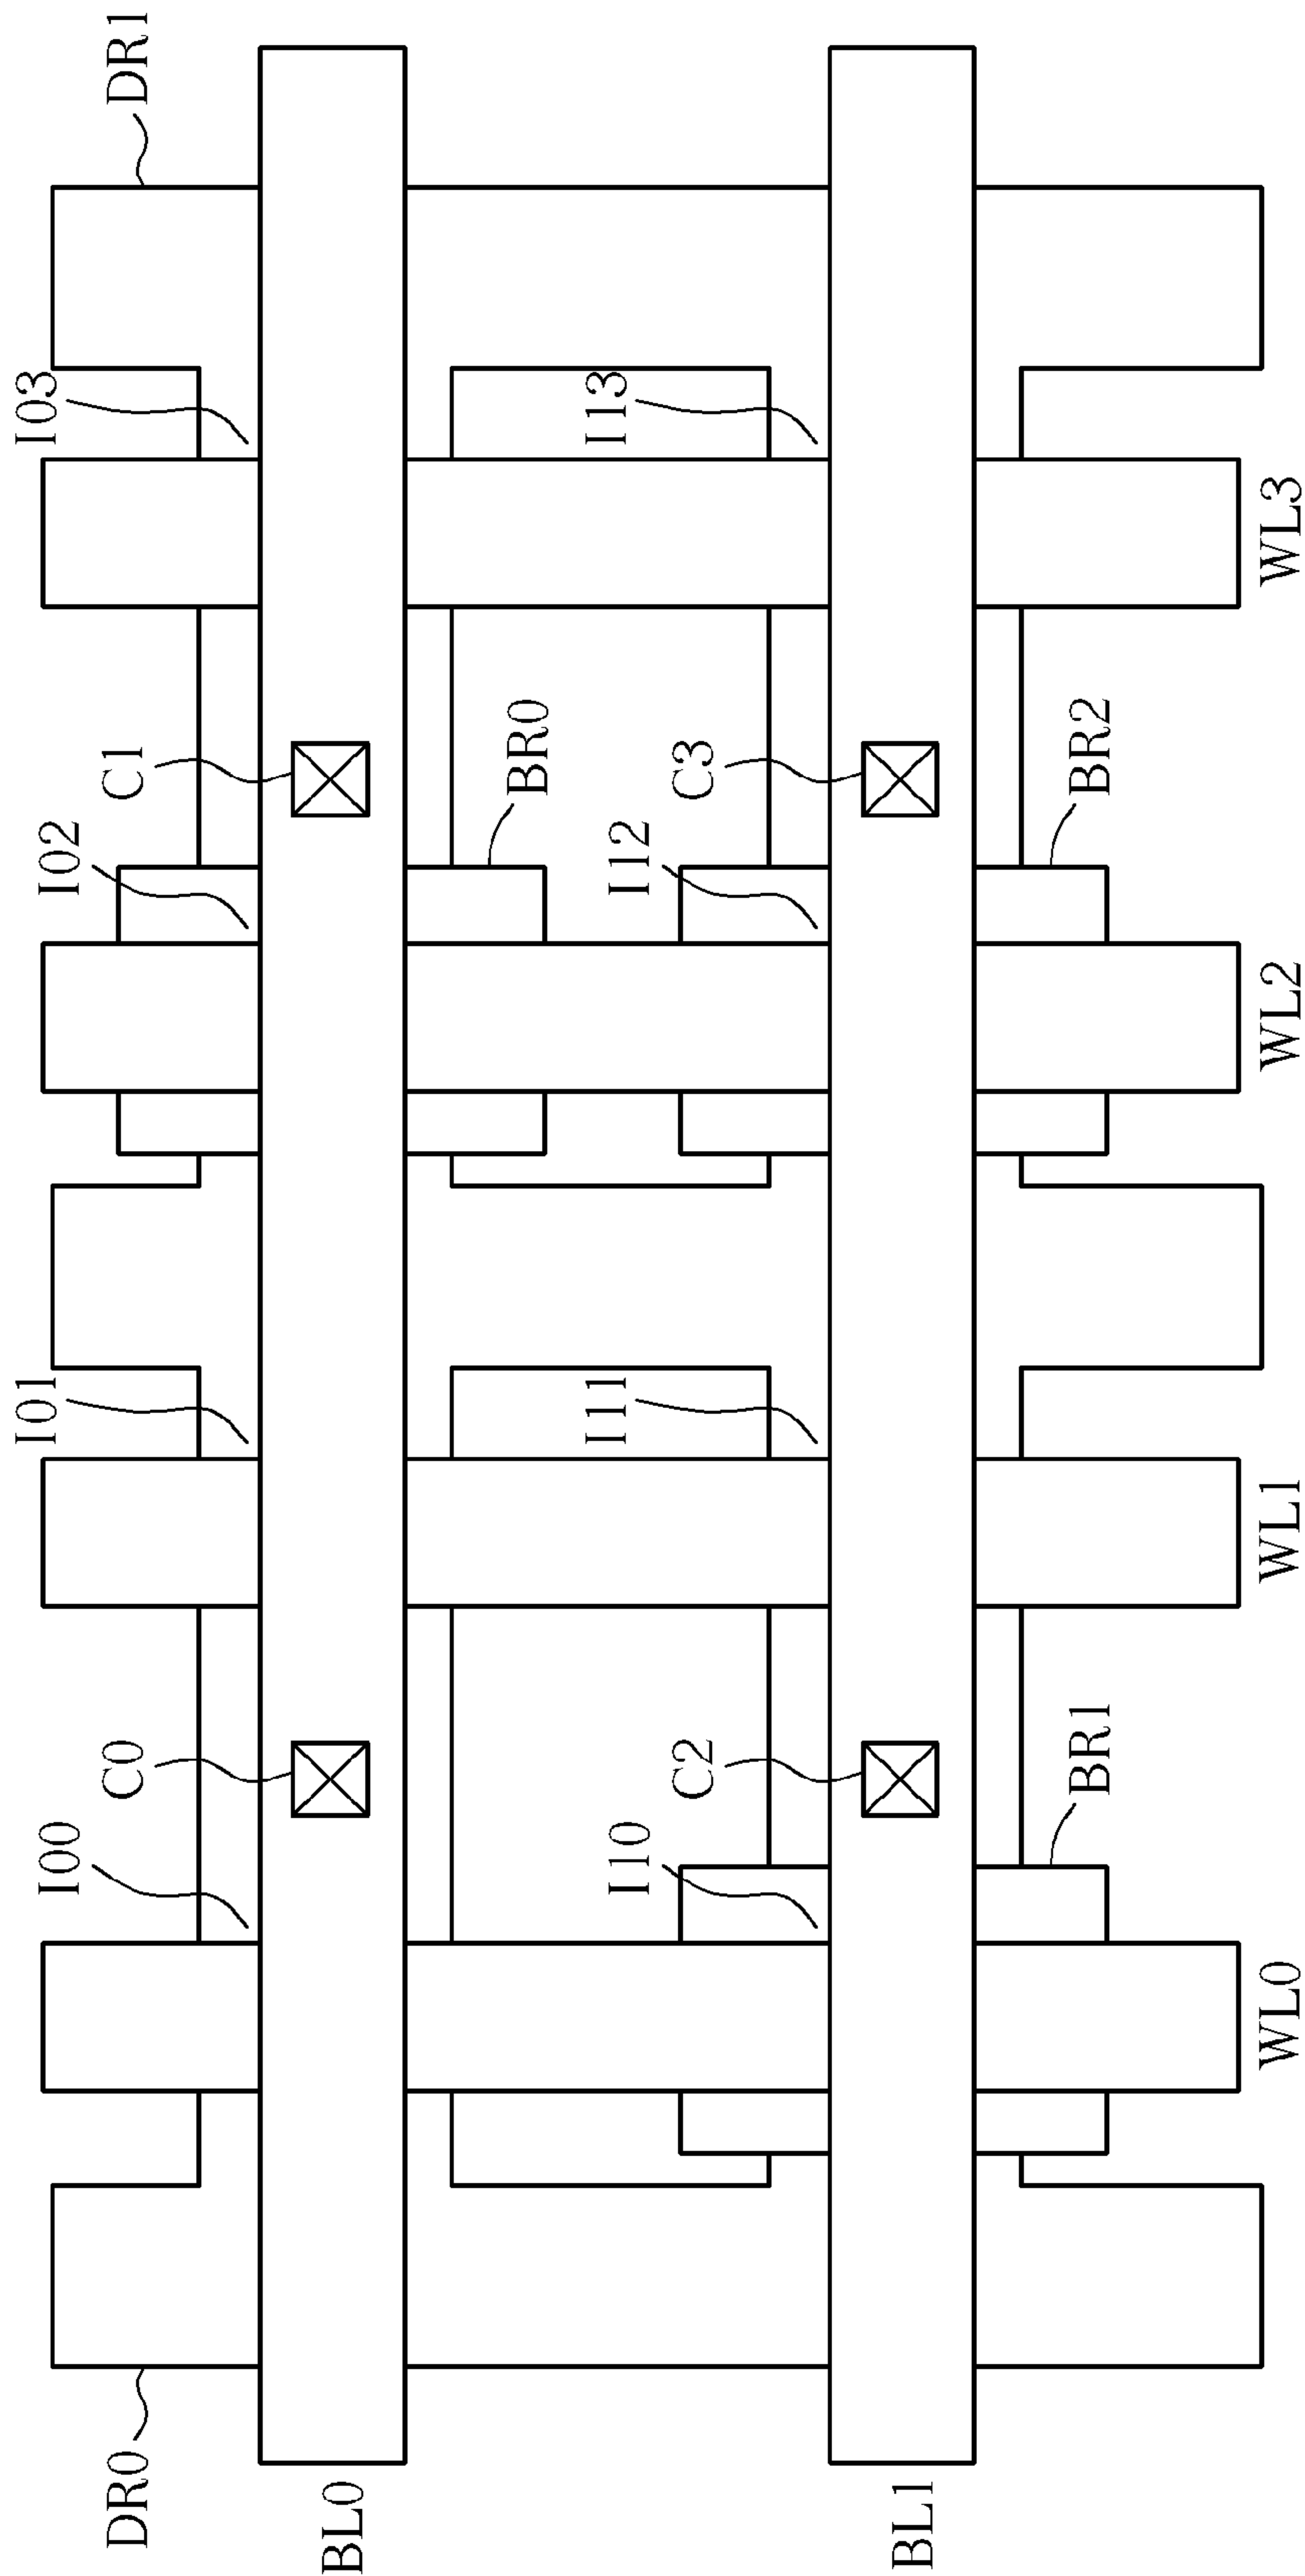 I00
I01
I02
I03
DR0
C0
C1
DR1
BL0
BR0
I10
I11
I12
I13
C2
C3
BL1
BR1
BR2
WL0
WL1
WL2
WL3